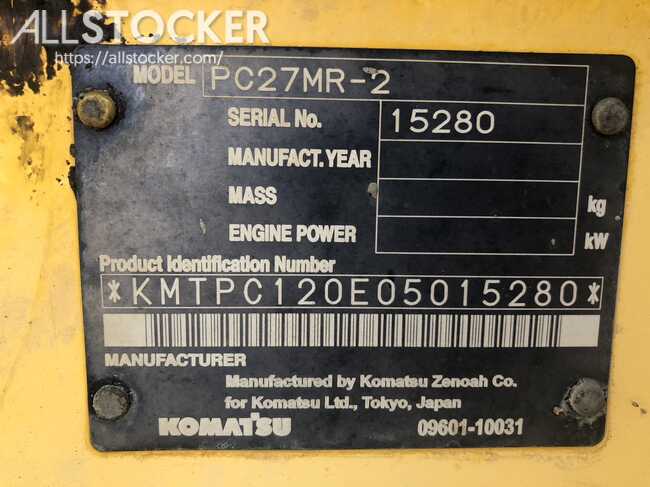 ALLSTOCKER
https://allstocker.com/
MODEL PC27MR-2
SERIAL No. 15280
MANUFACT. YEAR
MASS kg
ENGINE POWER kW
Product Identification Number
*KMTPC120E05015280*
MANUFACTURER
Manufactured by Komatsu Zenoah Co.
for Komatsu Ltd., Tokyo, Japan
KOMATSU 09601-10031